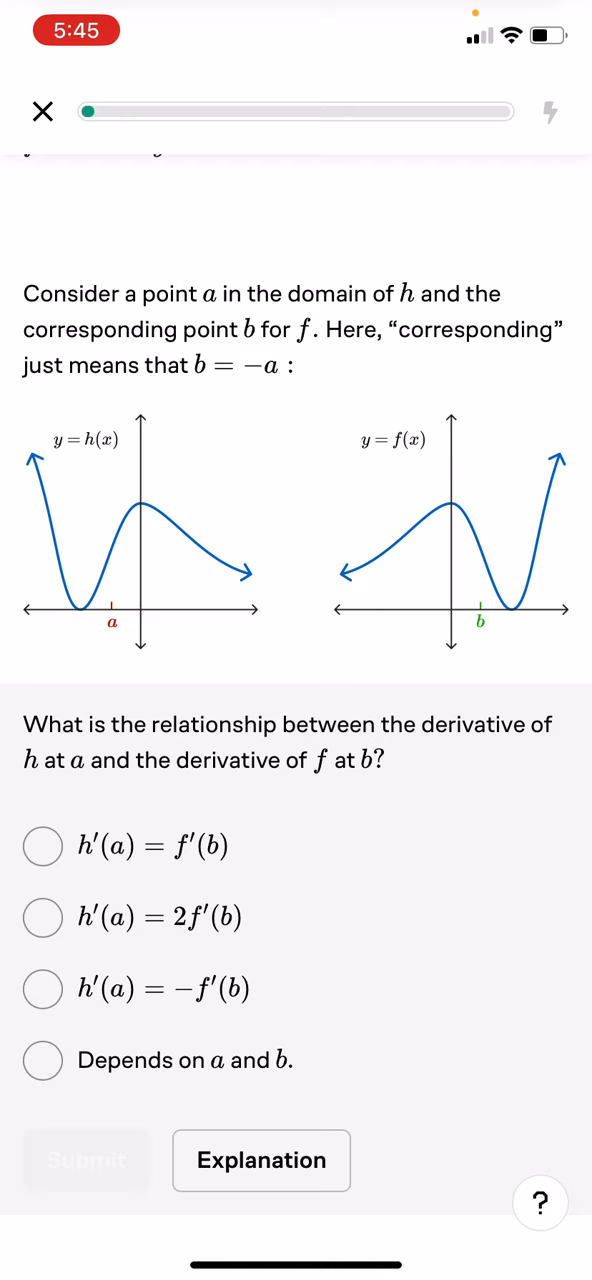 5:45
Consider a point a in the domain of h and the
corresponding point b for f. Here, “corresponding”
just means that b = −a :
y = h(x)
y = f(x)
a
b
What is the relationship between the derivative of
h at a and the derivative of f at b?
h′(a) = f′(b)
h′(a) = 2f′(b)
h′(a) = −f′(b)
Depends on a and b.
Submit
Explanation
?